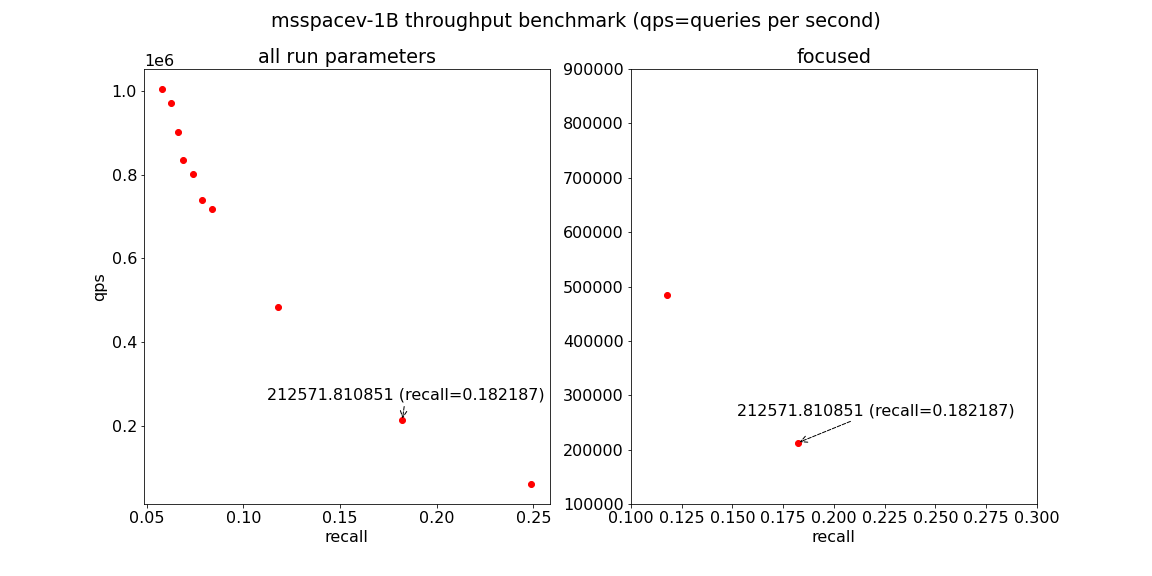 msspacev-1B throughput benchmark (qps=queries per second)
all run parameters
1e6
1.0
0.8
0.6
0.4
0.2
qps
212571.810851 (recall=0.182187)
0.05 0.10 0.15 0.20 0.25
recall
focused
900000
800000
700000
600000
500000
400000
300000
200000
100000
212571.810851 (recall=0.182187)
0.100 0.125 0.150 0.175 0.200 0.225 0.250 0.275 0.300
recall